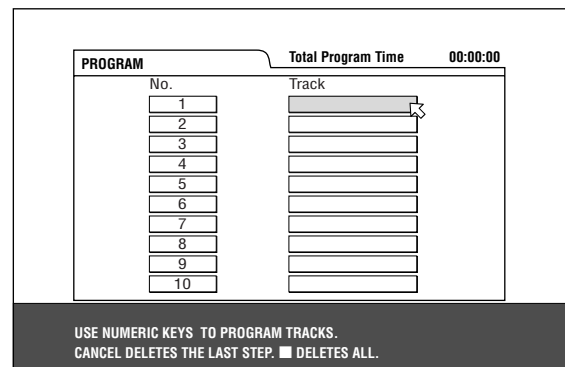 PROGRAM Total Program Time 00:00:00
No. Track
1
2
3
4
5
6
7
8
9
10
USE NUMERIC KEYS TO PROGRAM TRACKS.
CANCEL DELETES THE LAST STEP. ■ DELETES ALL.